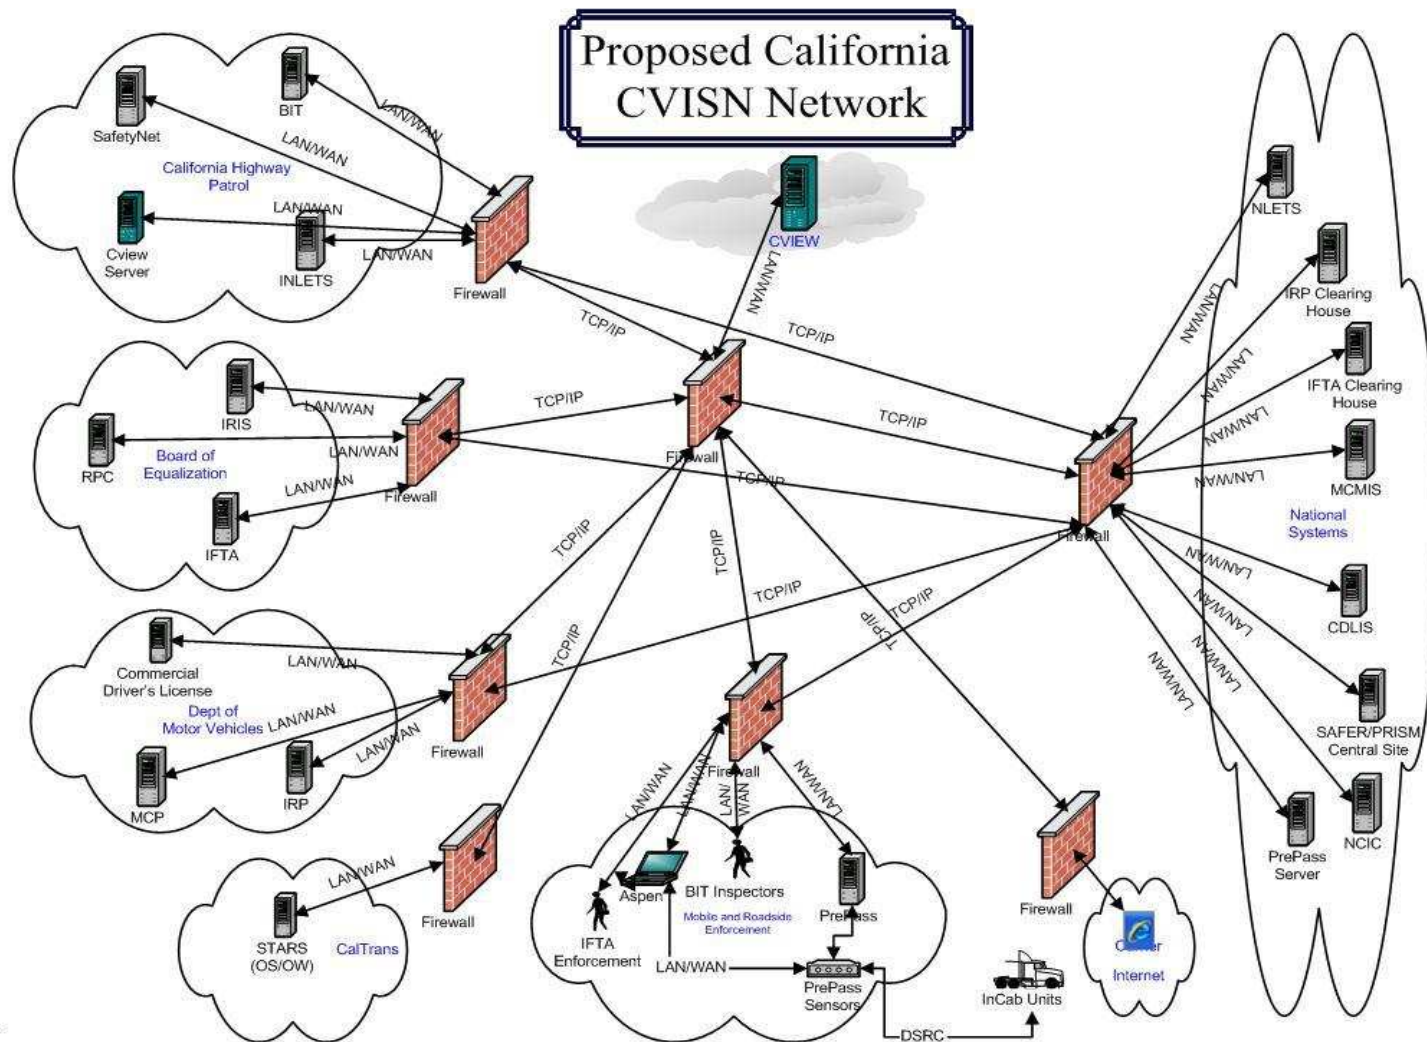 Proposed California
CVISN Network
SafetyNet
BIT
LAN/WAN
LAN/WAN
California Highway
Patrol
LAN/WAN
Cview
Server
INLETS
LAN/WAN
Firewall
CVIEW
LAN/WAN
TCP/IP
TCP/IP
NLETS
IRP Clearing
House
IFTA Clearing
House
MCMIS
National
Systems
CDLIS
SAFER/PRISM
Central Site
NCIC
PrePass
Server
LAN/WAN
LAN/WAN
LAN/WAN
LAN/WAN
LAN/WAN
LAN/WAN
LAN/WAN
LAN/WAN
Firewall
IRIS
LAN/WAN
RPC
Board of
Equalization
LAN/WAN
LAN/WAN
IFTA
Firewall
TCP/IP
TCP/IP
Firewall
TCP/IP
TCP/IP
TCP/IP
TCP/IP
TCP/IP
TCP/IP
TCP/IP
Commercial
Driver's License
LAN/WAN
Dept of
Motor Vehicles
LAN/WAN
LAN/WAN
MCP
IRP
Firewall
LAN/WAN
STARS
(OS/OW)
CalTrans
Firewall
Firewall
LAN/WAN
LAN/WAN
LAN/
WAN
LAN/WAN
Aspen
BIT Inspectors
Mobile and Roadside
Enforcement
PrePass
IFTA
Enforcement
LAN/WAN
PrePass
Sensors
DSRC
InCab Units
Firewall
Carrier
Internet